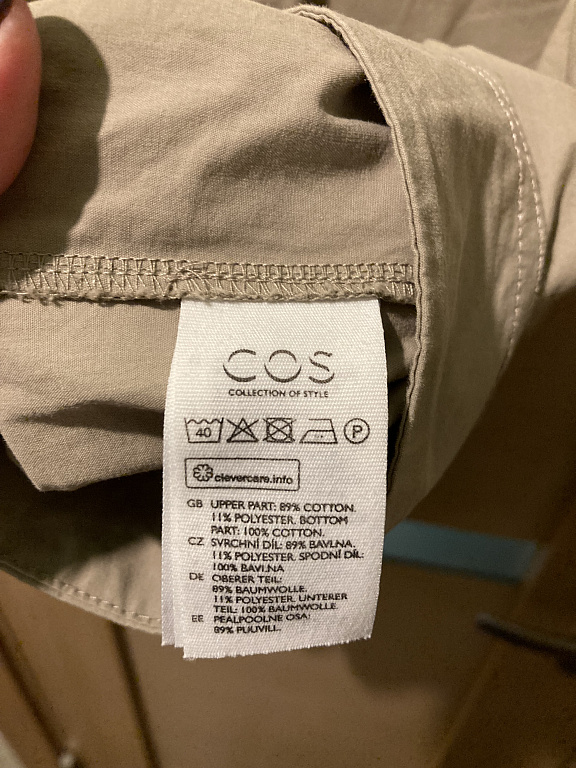 COS
COLLECTION OF STYLE
40 P
clevercare.info
GB UPPER PART: 89% COTTON.
11% POLYESTER. BOTTOM
PART: 100% COTTON.
CZ SVRCHNÍ DÍL: 89% BAVLNA.
11% POLYESTER. SPODNÍ DÍL:
100% BAVLNA
DE OBERER TEIL:
89% BAUMWOLLE.
11% POLYESTER. UNTERER
TEIL: 100% BAUMWOLLE.
EE PEALPOOLNE OSA:
89% PUUVILL.